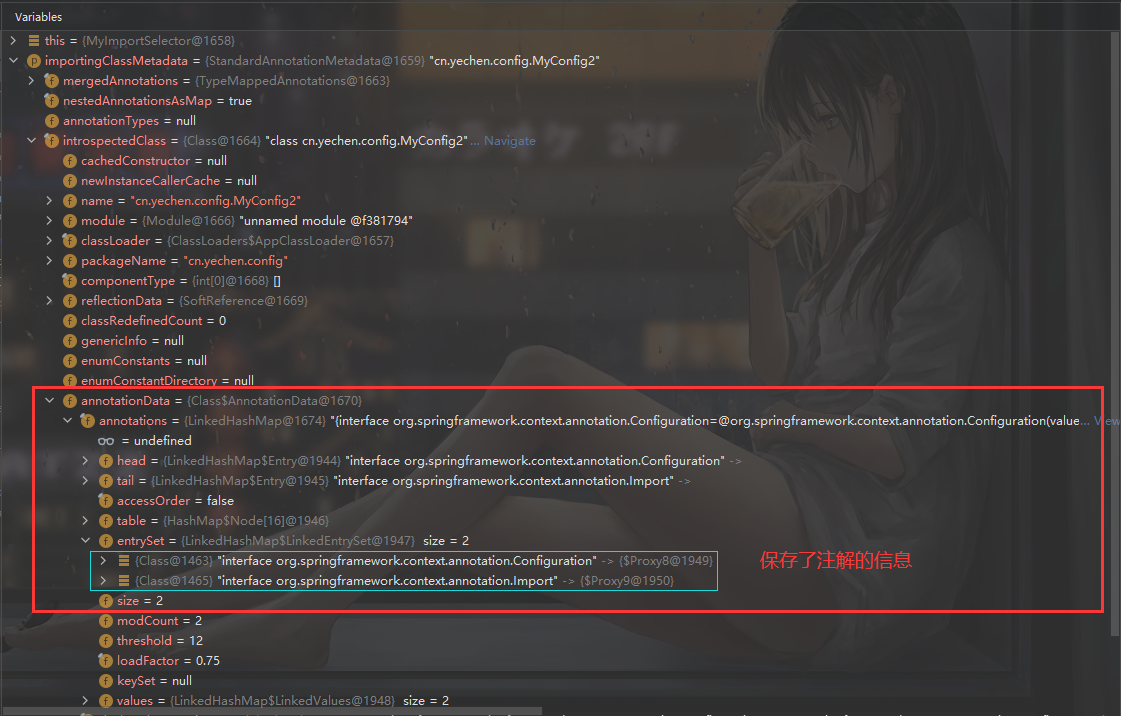 Variables
this = {MyImportSelector@1658}
importingClassMetadata = {StandardAnnotationMetadata@1659} "cn.yechen.config.MyConfig2"
mergedAnnotations = {TypeMappedAnnotations@1663}
nestedAnnotationsAsMap = true
annotationTypes = null
introspectedClass = {Class@1664} "class cn.yechen.config.MyConfig2"... Navigate
cachedConstructor = null
newInstanceCallerCache = null
name = "cn.yechen.config.MyConfig2"
module = {Module@1666} "unnamed module @f381794"
classLoader = {ClassLoaders$AppClassLoader@1657}
packageName = "cn.yechen.config"
componentType = {int[0]@1668} []
reflectionData = {SoftReference@1669}
classRedefinedCount = 0
genericInfo = null
enumConstants = null
enumConstantDirectory = null
annotationData = {Class$AnnotationData@1670}
annotations = {LinkedHashMap@1674} "{interface org.springframework.context.annotation.Configuration=@org.springframework.context.annotation.Configuration(value... View
= undefined
head = {LinkedHashMap$Entry@1944} "interface org.springframework.context.annotation.Configuration" ->
tail = {LinkedHashMap$Entry@1945} "interface org.springframework.context.annotation.Import" ->
accessOrder = false
table = {HashMap$Node[16]@1946}
entrySet = {LinkedHashMap$LinkedEntrySet@1947} size = 2
{Class@1463} "interface org.springframework.context.annotation.Configuration" -> {$Proxy8@1949}
保存了注解的信息
{Class@1465} "interface org.springframework.context.annotation.Import" -> {$Proxy9@1950}
size = 2
modCount = 2
threshold = 12
loadFactor = 0.75
keySet = null
values = {LinkedHashMap$LinkedValues@1948} size = 2